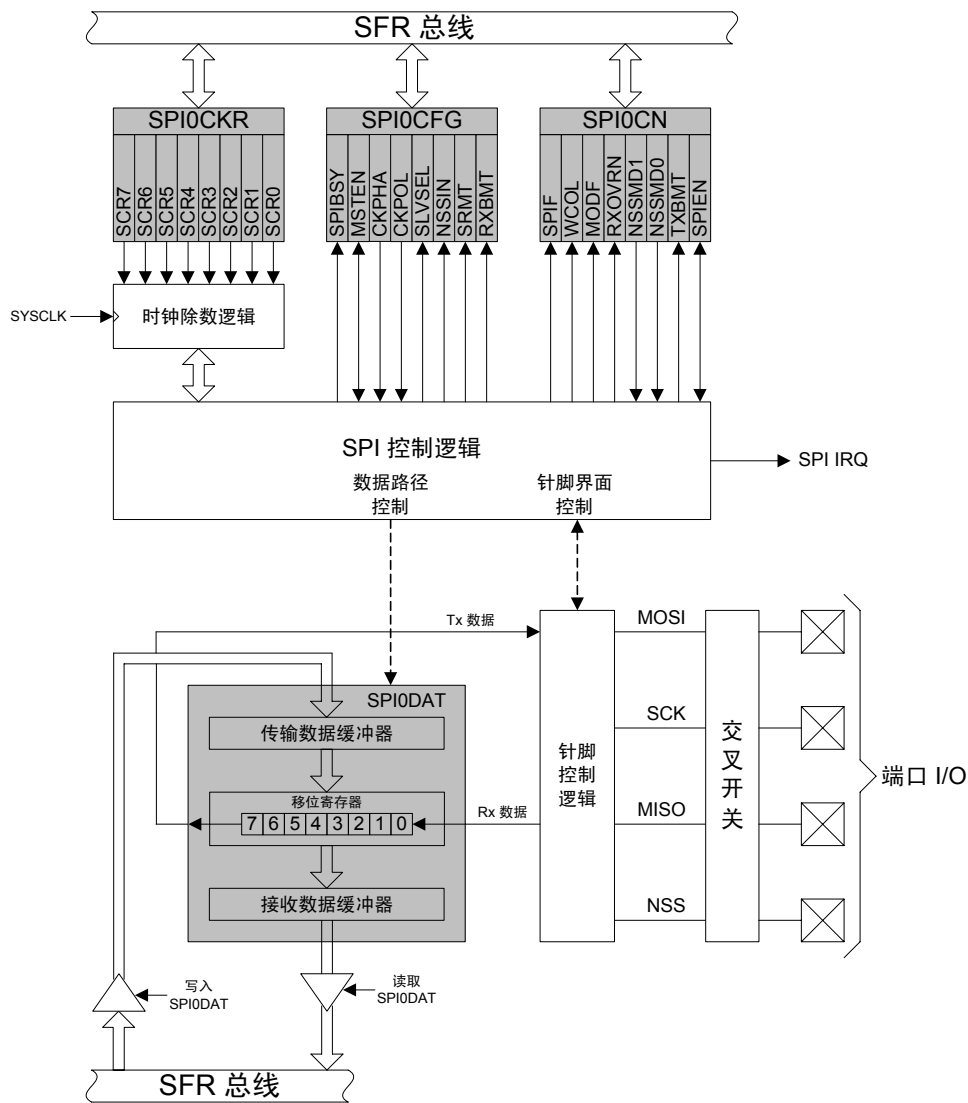 SFR 总线
SPI0CKR
SPI0CFG
SPI0CN
SCR7
SCR6
SCR5
SCR4
SCR3
SCR2
SCR1
SCR0
SPIBSY
MSTEN
CKPHA
CKPOL
SLVSEL
NSSIN
SRMT
RXBMT
SPIF
WCOL
MODF
RXOVRN
NSSMD1
NSSMD0
TXBMT
SPIEN
SYSCLK
时钟除数逻辑
SPI 控制逻辑
SPI IRQ
数据路径
控制
针脚界面
控制
Tx 数据
MOSI
SPI0DAT
传输数据缓冲器
SCK
针脚
控制
逻辑
交
叉
开
关
端口 I/O
移位寄存器
7 6 5 4 3 2 1 0
Rx 数据
MISO
接收数据缓冲器
NSS
写入
SPI0DAT
读取
SPI0DAT
SFR 总线